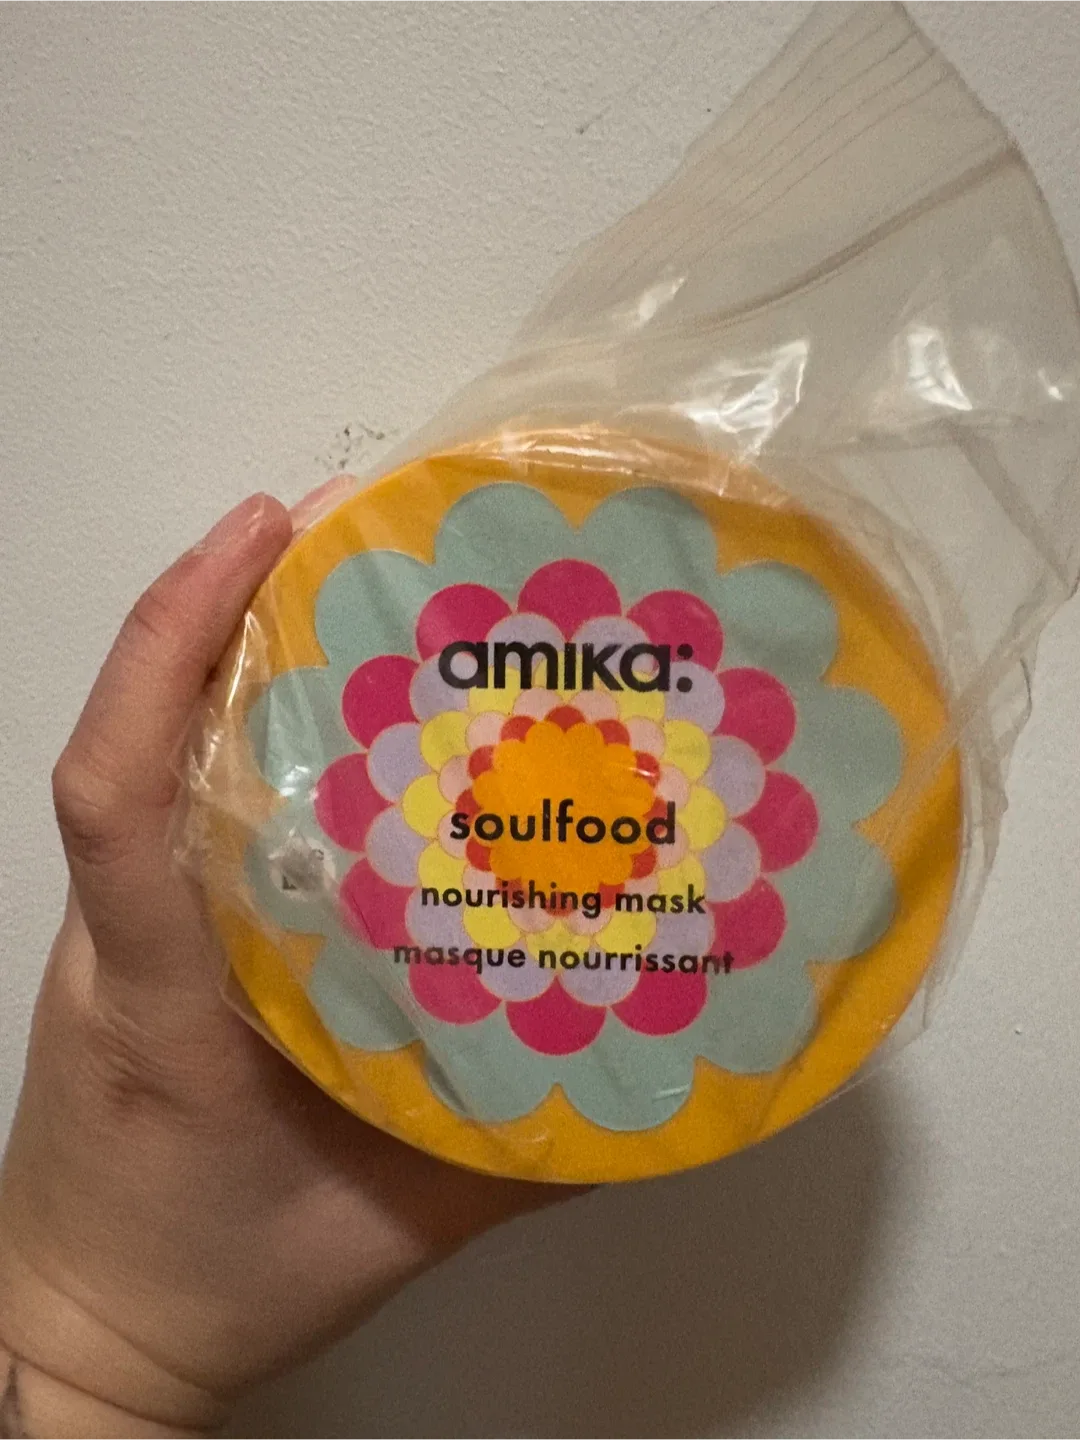 amika:
soulfood
nourishing mask
masque nourrissant